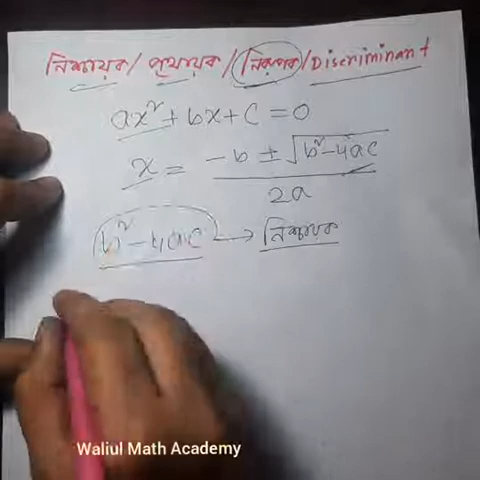 নিশ্চায়ক / পৃথায়ক / নিরূপক / Discriminant
ax² + bx + c = 0
x = -b ± √b² - 4ac / 2a
b² - 4ac → নিশ্চায়ক
Waliul Math Academy